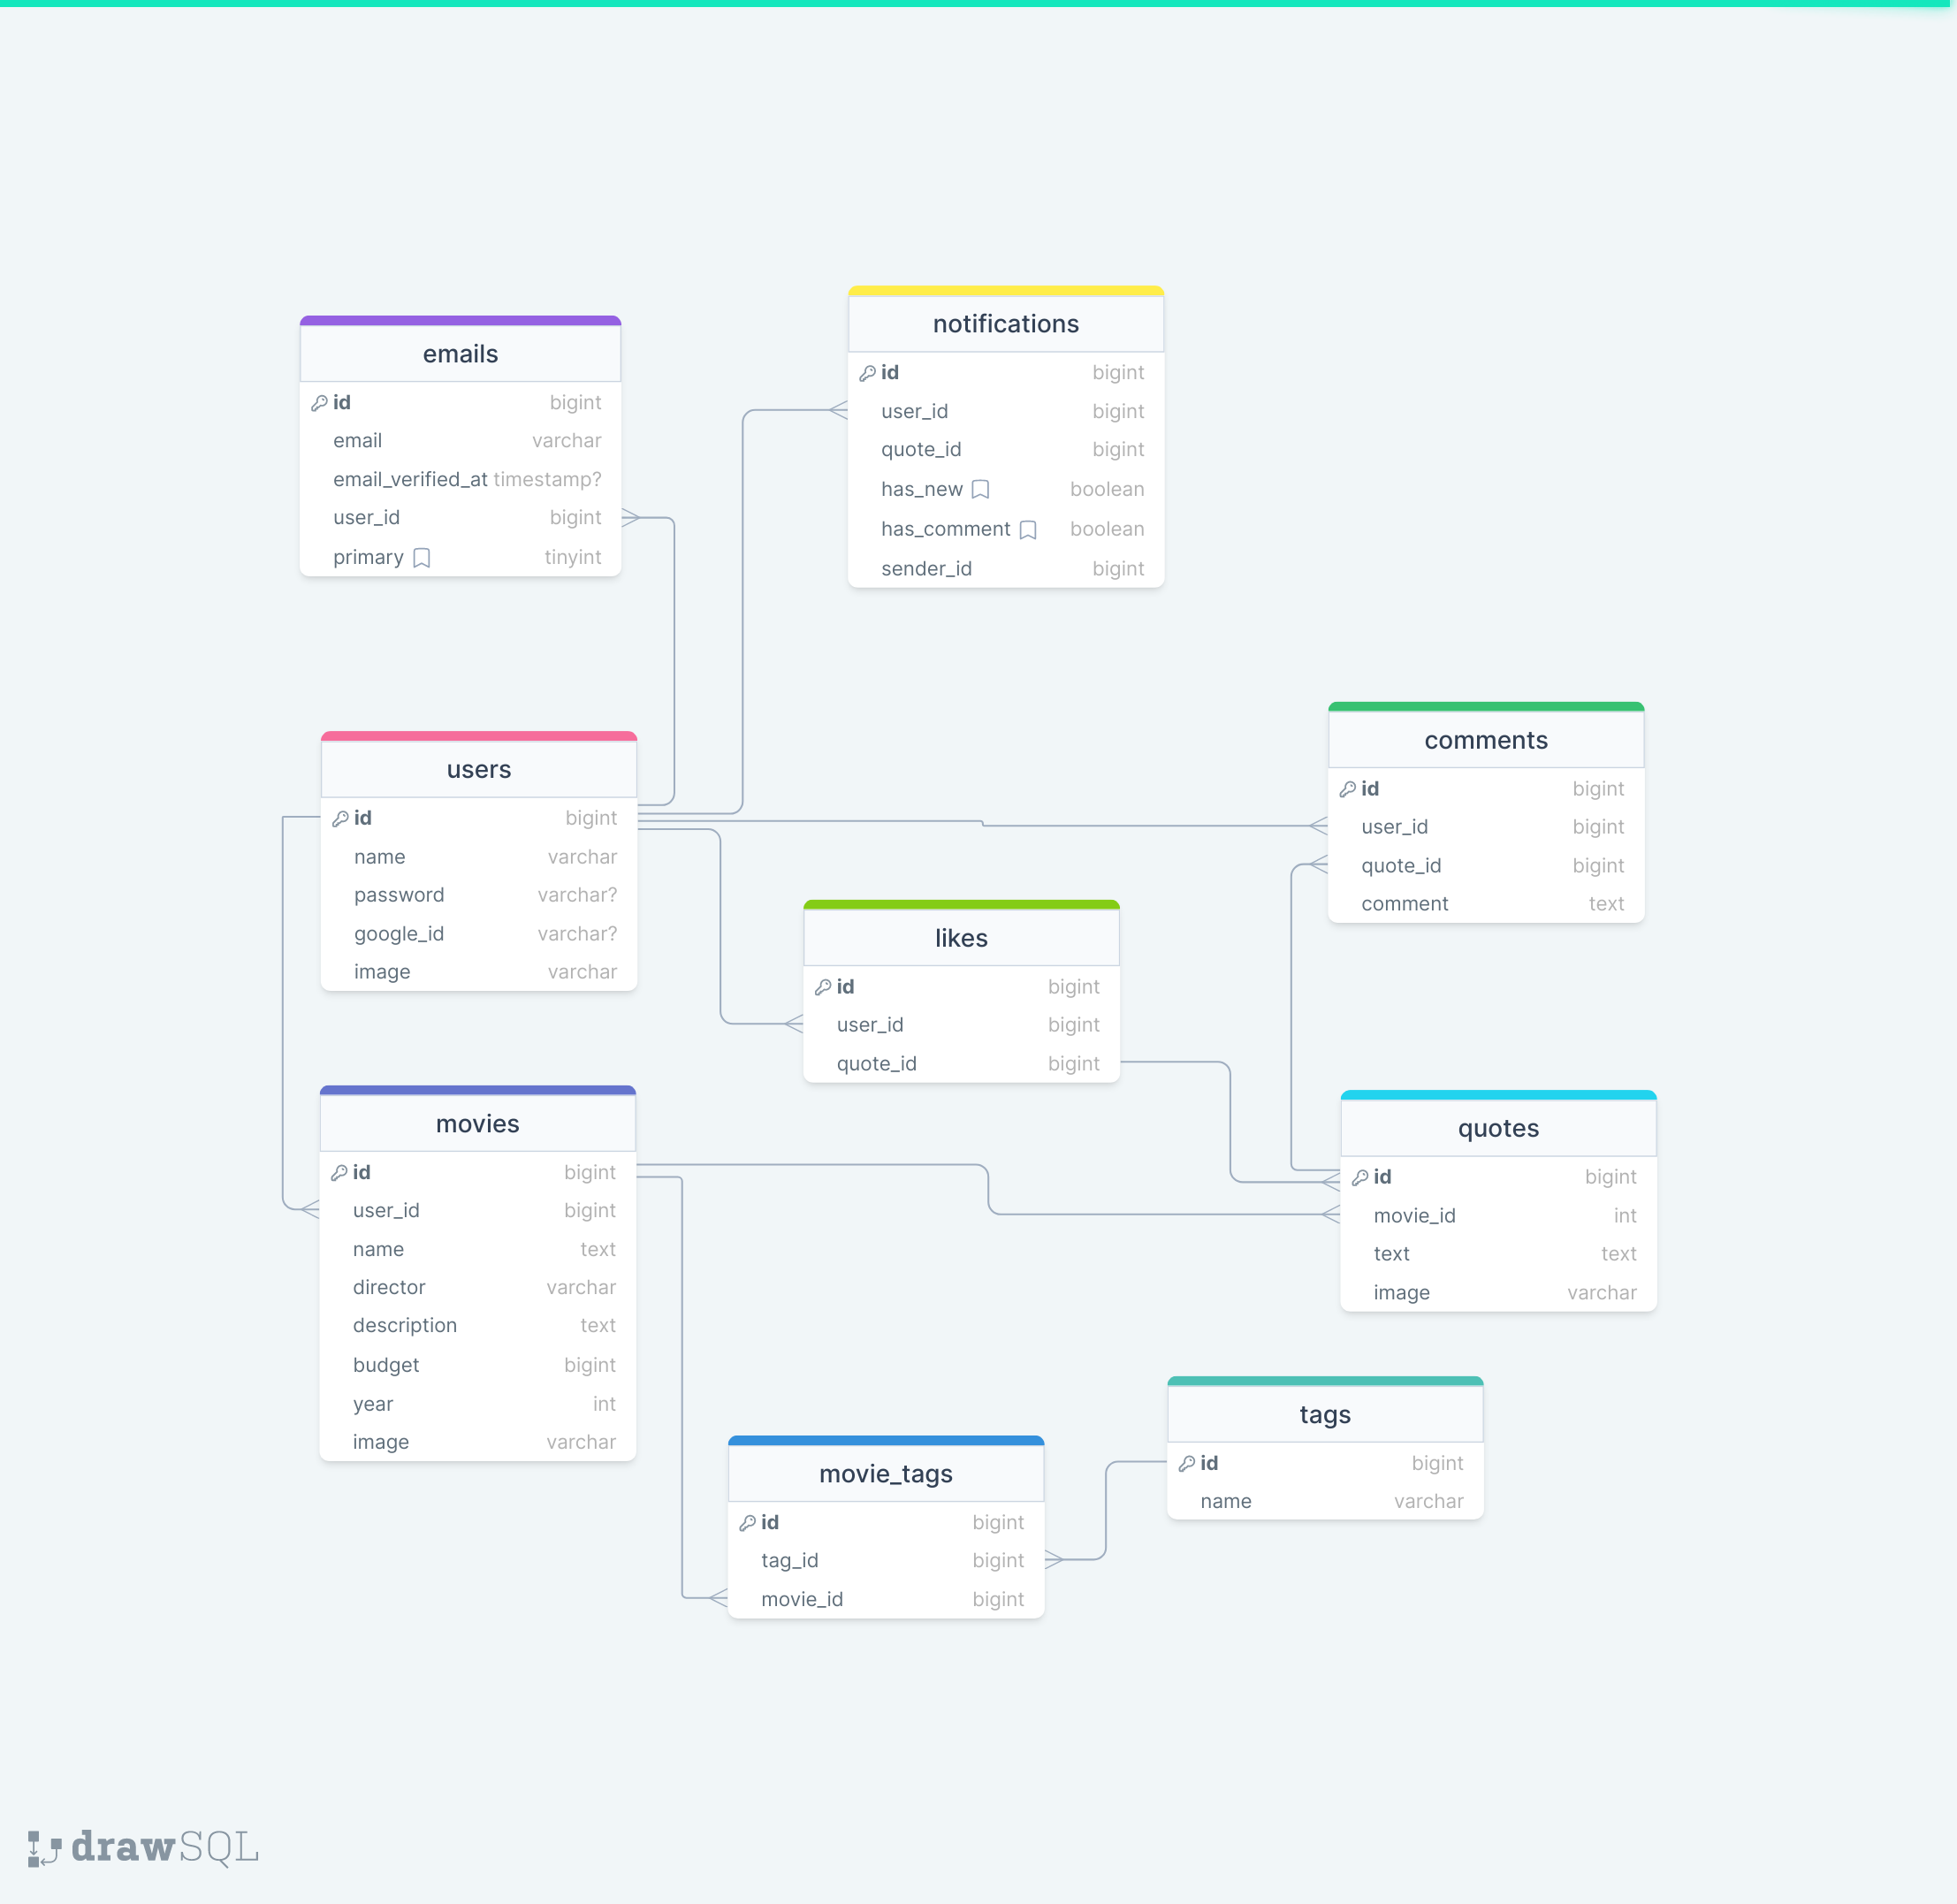 notifications
id bigint
user_id bigint
quote_id bigint
has_new boolean
has_comment boolean
sender_id bigint
emails
id bigint
email varchar
email_verified_at timestamp?
user_id bigint
primary tinyint
users
id bigint
name varchar
password varchar?
google_id varchar?
image varchar
comments
id bigint
user_id bigint
quote_id bigint
comment text
likes
id bigint
user_id bigint
quote_id bigint
movies
id bigint
user_id bigint
name text
director varchar
description text
budget bigint
year int
image varchar
quotes
id bigint
movie_id int
text text
image varchar
tags
id bigint
name varchar
movie_tags
id bigint
tag_id bigint
movie_id bigint
drawSQL